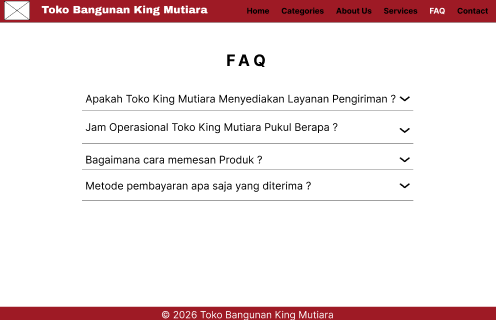 Toko Bangunan King Mutiara
Home Categories About Us Services FAQ Contact
FAQ
Apakah Toko King Mutiara Menyediakan Layanan Pengiriman ?
Jam Operasional Toko King Mutiara Pukul Berapa ?
Bagaimana cara memesan Produk ?
Metode pembayaran apa saja yang diterima ?
© 2026 Toko Bangunan King Mutiara